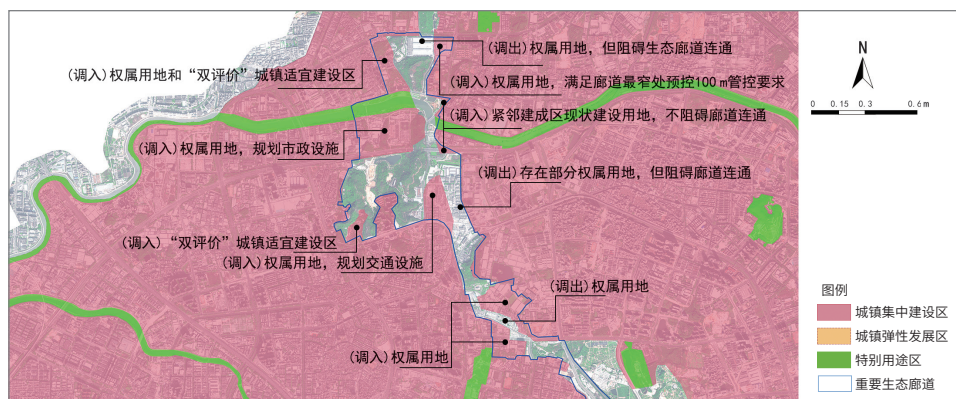 (调出)权属用地，但阻碍生态廊道连通
(调入)权属用地和“双评价”城镇适宜建设区
(调入)权属用地，满足廊道最窄处预控100 m管控要求
(调入)紧邻建成区现状建设用地，不阻碍廊道连通
(调入)权属用地，规划市政设施
(调出)存在部分权属用地，但阻碍廊道连通
(调入)“双评价”城镇适宜建设区
(调入)权属用地，规划交通设施
(调出)权属用地
(调入)权属用地
N
0 0.15 0.3 0.6 m
图例
城镇集中建设区
城镇弹性发展区
特别用途区
重要生态廊道